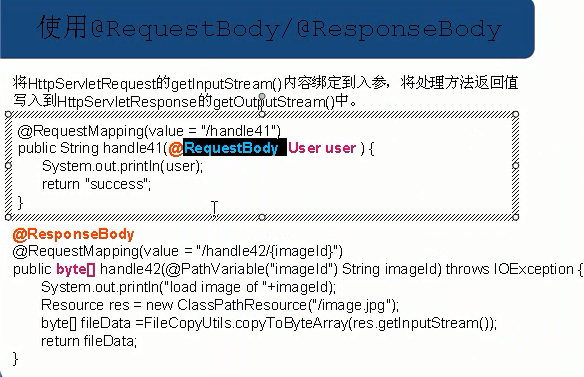 使用@RequestBody/@ResponseBody
将HttpServletRequest的getInputStream()内容绑定到入参，将处理方法返回值
写入到HttpServletResponse的getOutputStream()中。
@RequestMapping(value = "/handle41")
public String handle41(@RequestBody User user ) {
System.out.println(user);
return "success";
}
@ResponseBody
@RequestMapping(value = "/handle42/{imageId}")
public byte[] handle42(@PathVariable("imageId") String imageId) throws IOException {
System.out.println("load image of "+imageId);
Resource res = new ClassPathResource("/image.jpg");
byte[] fileData =FileCopyUtils.copyToByteArray(res.getInputStream());
return fileData;
}